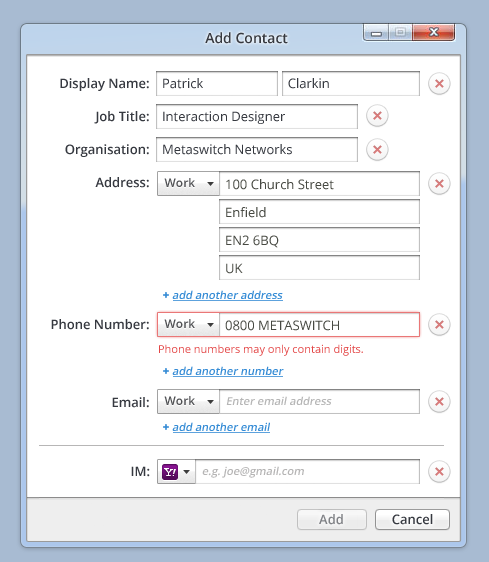 Add Contact
Display Name: Patrick Clarkin
Job Title: Interaction Designer
Organisation: Metaswitch Networks
Address: Work 100 Church Street
Enfield
EN2 6BQ
UK
+ add another address
Phone Number: Work 0800 METASWITCH
Phone numbers may only contain digits.
+ add another number
Email: Work Enter email address
+ add another email
IM: Y! e.g. joe@gmail.com
Add Cancel